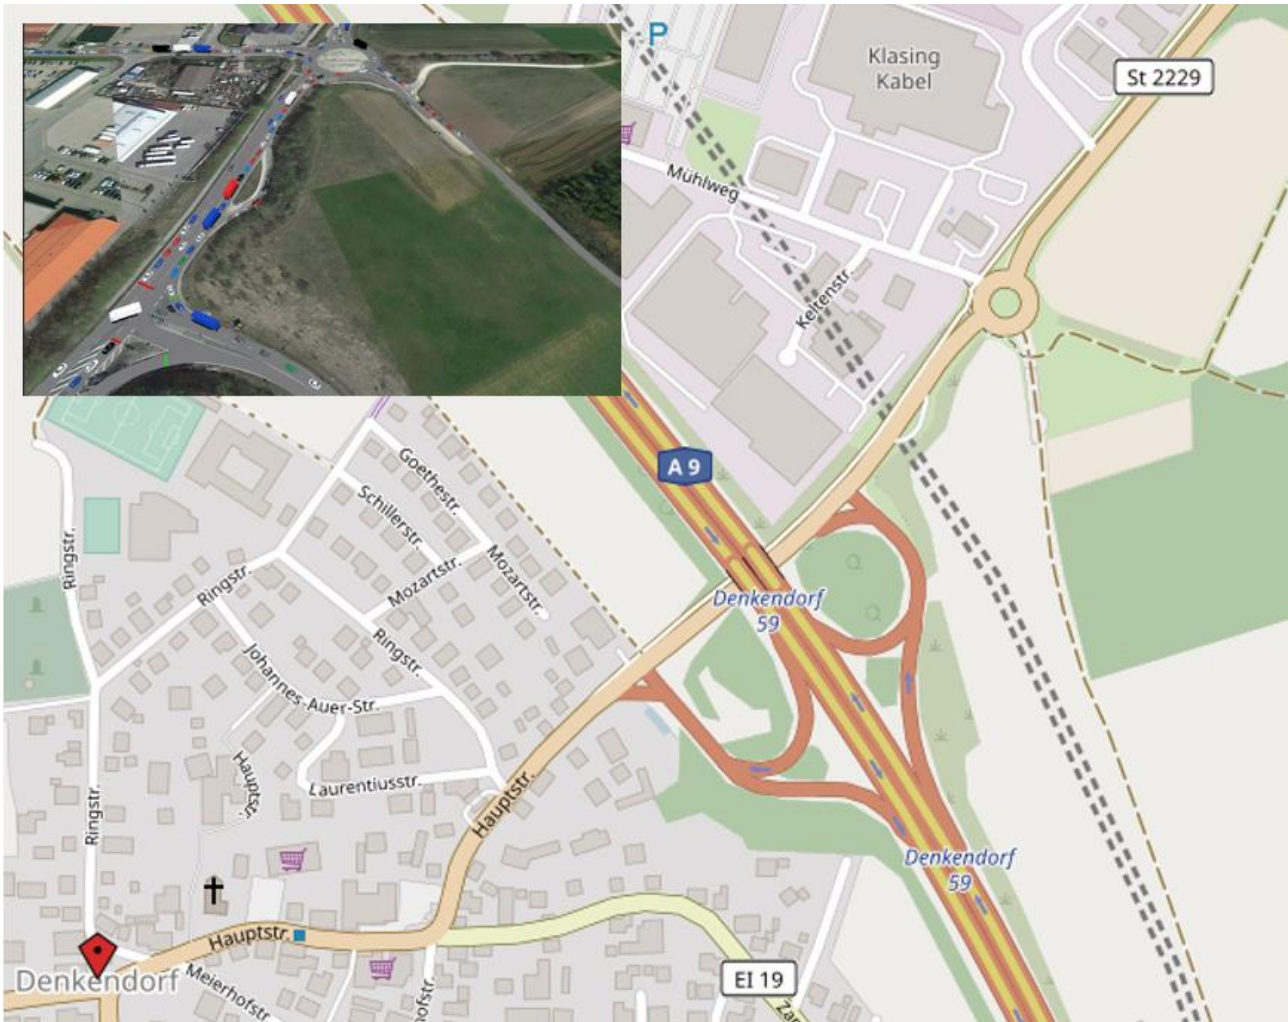 P
Klasing
Kabel
St 2229
Mühlweg
Keltenstr.
A 9
Goethestr.
Schillerstr.
Mozartstr.
Mozartstr.
Ringstr.
Ringstr.
Ringstr.
Denkendorf
59
Johannes-Auer-Str.
Hauptstr.
Laurentiusstr.
Hauptstr.
Ringstr.
Denkendorf
59
Hauptstr.
Denkendorf
Meierhofstr.
EI 19